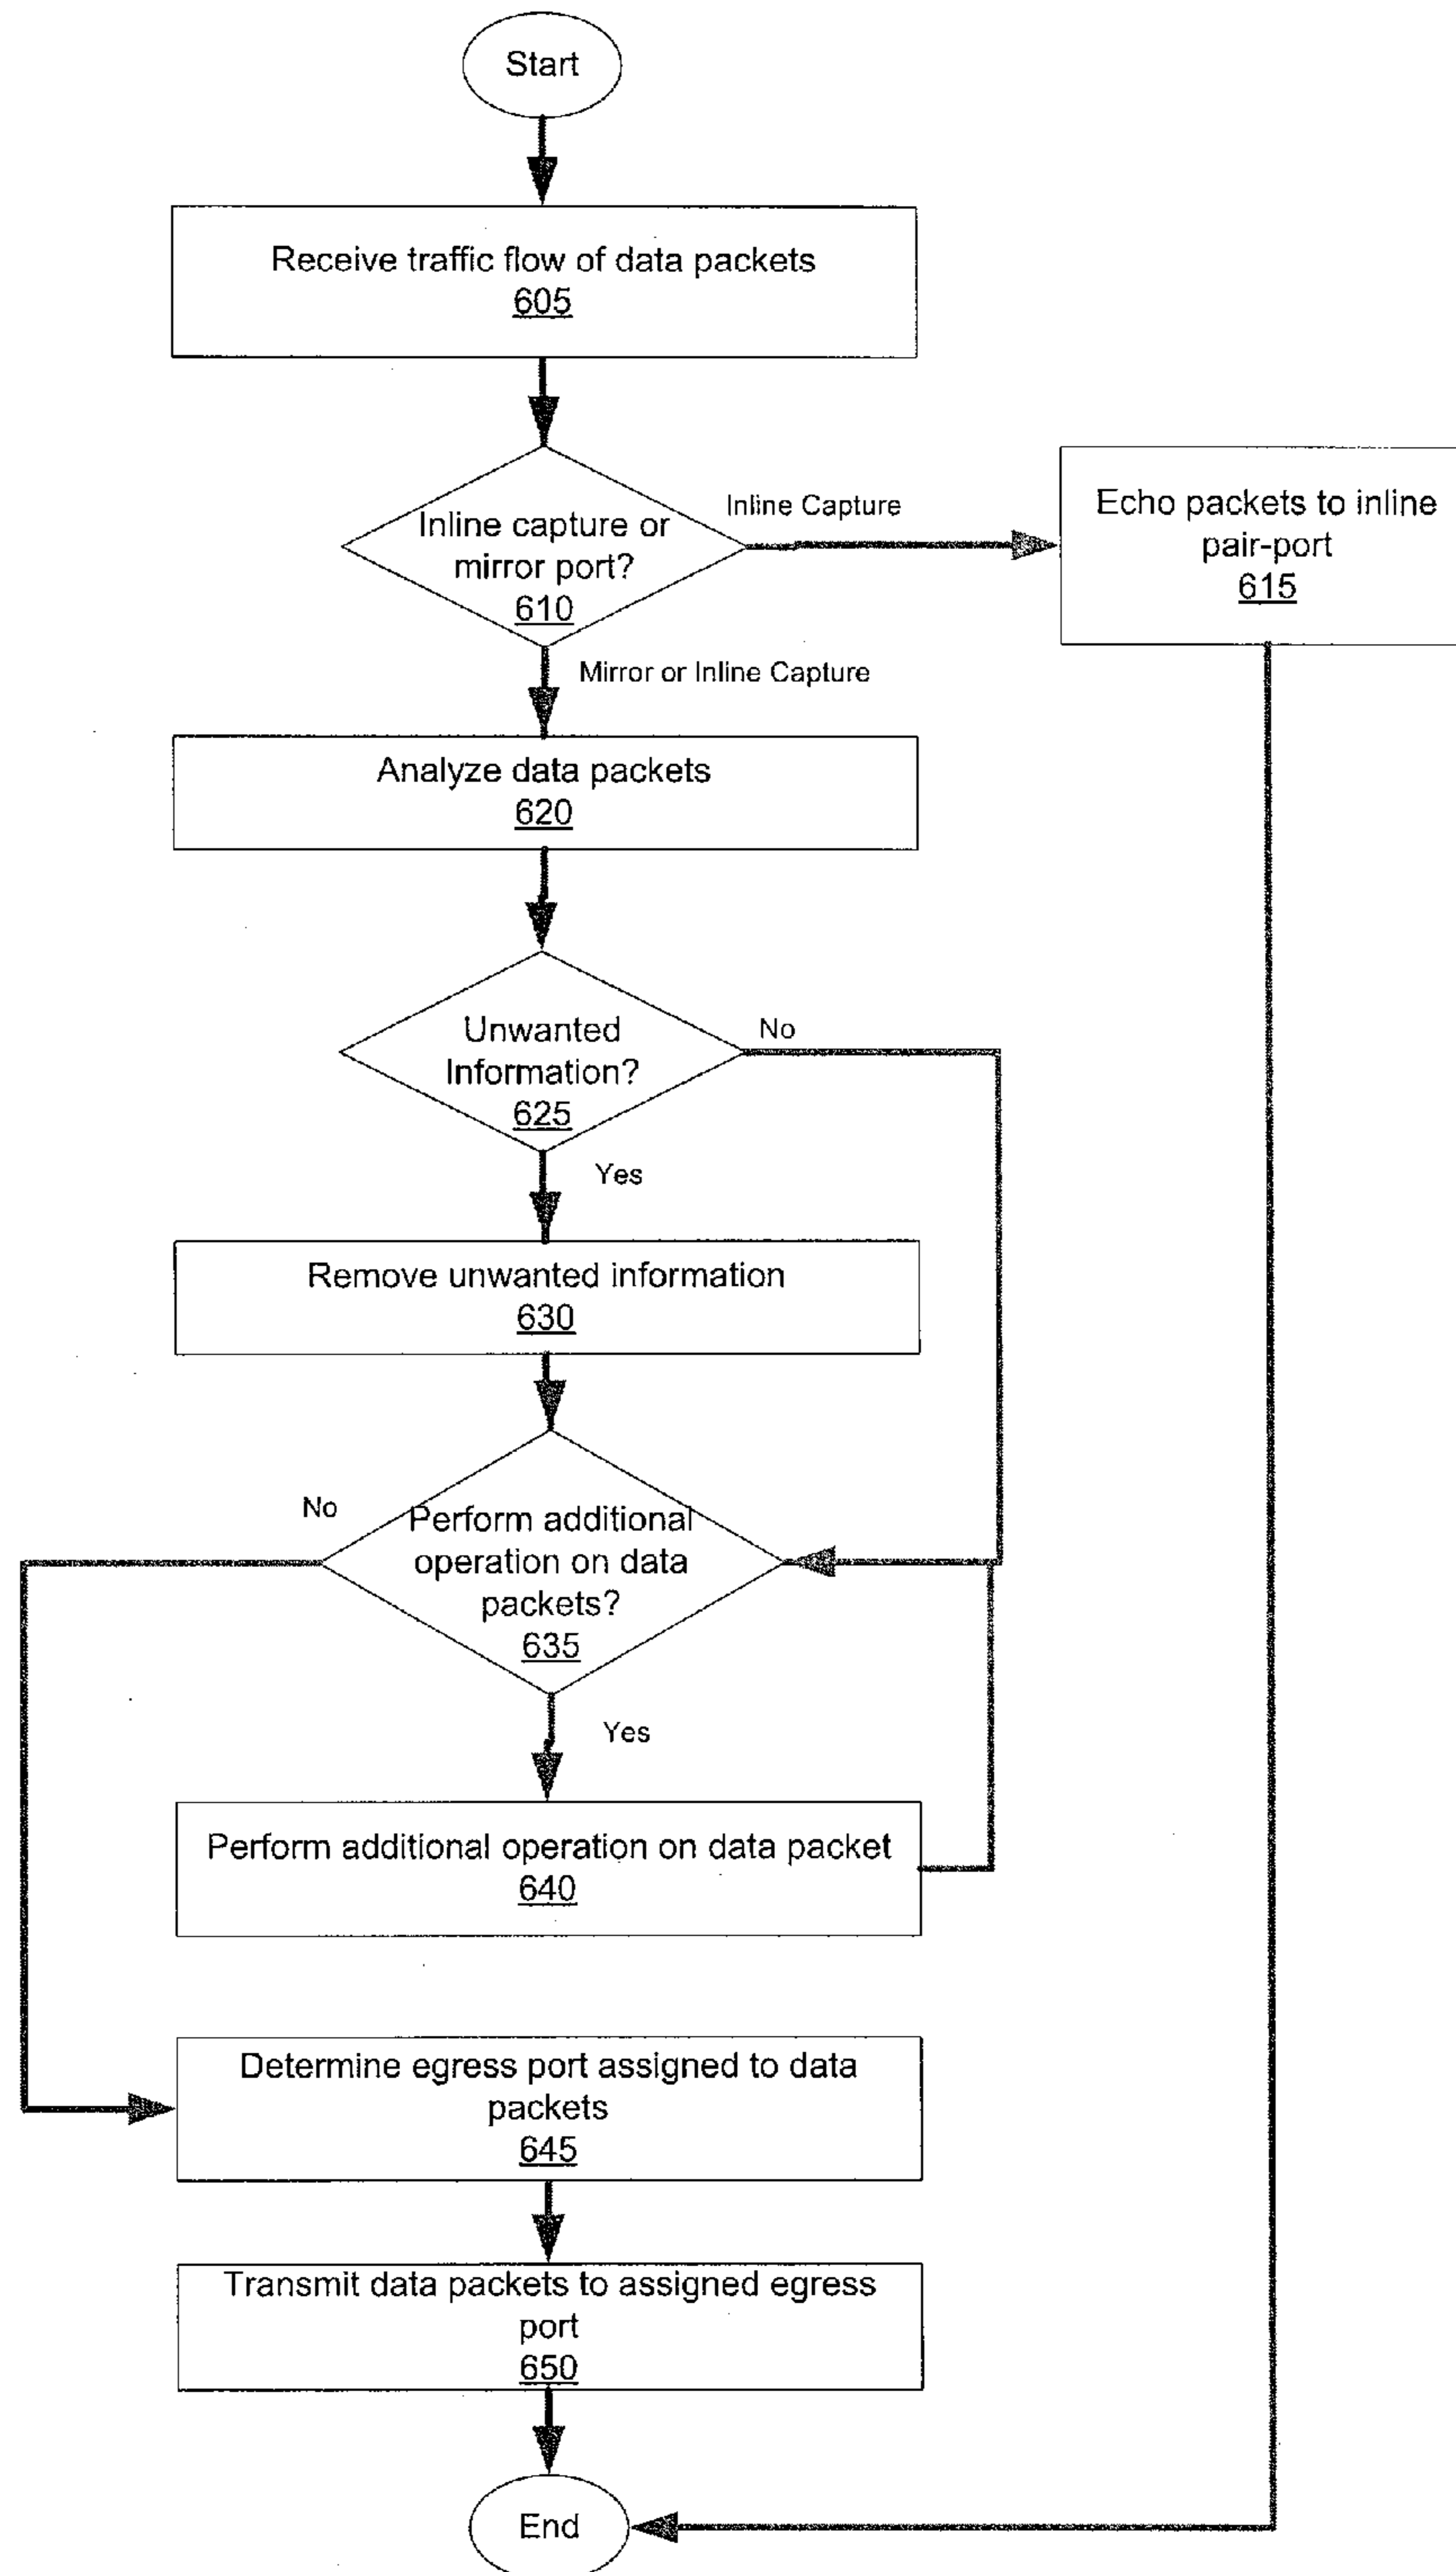 Start
Receive traffic flow of data packets
605
Inline capture or
mirror port?
610
Inline Capture
Echo packets to inline
pair-port
615
Mirror or Inline Capture
Analyze data packets
620
Unwanted
Information?
625
No
Yes
Remove unwanted information
630
No
Perform additional
operation on data
packets?
635
Yes
Perform additional operation on data packet
640
Determine egress port assigned to data
packets
645
Transmit data packets to assigned egress
port
650
End